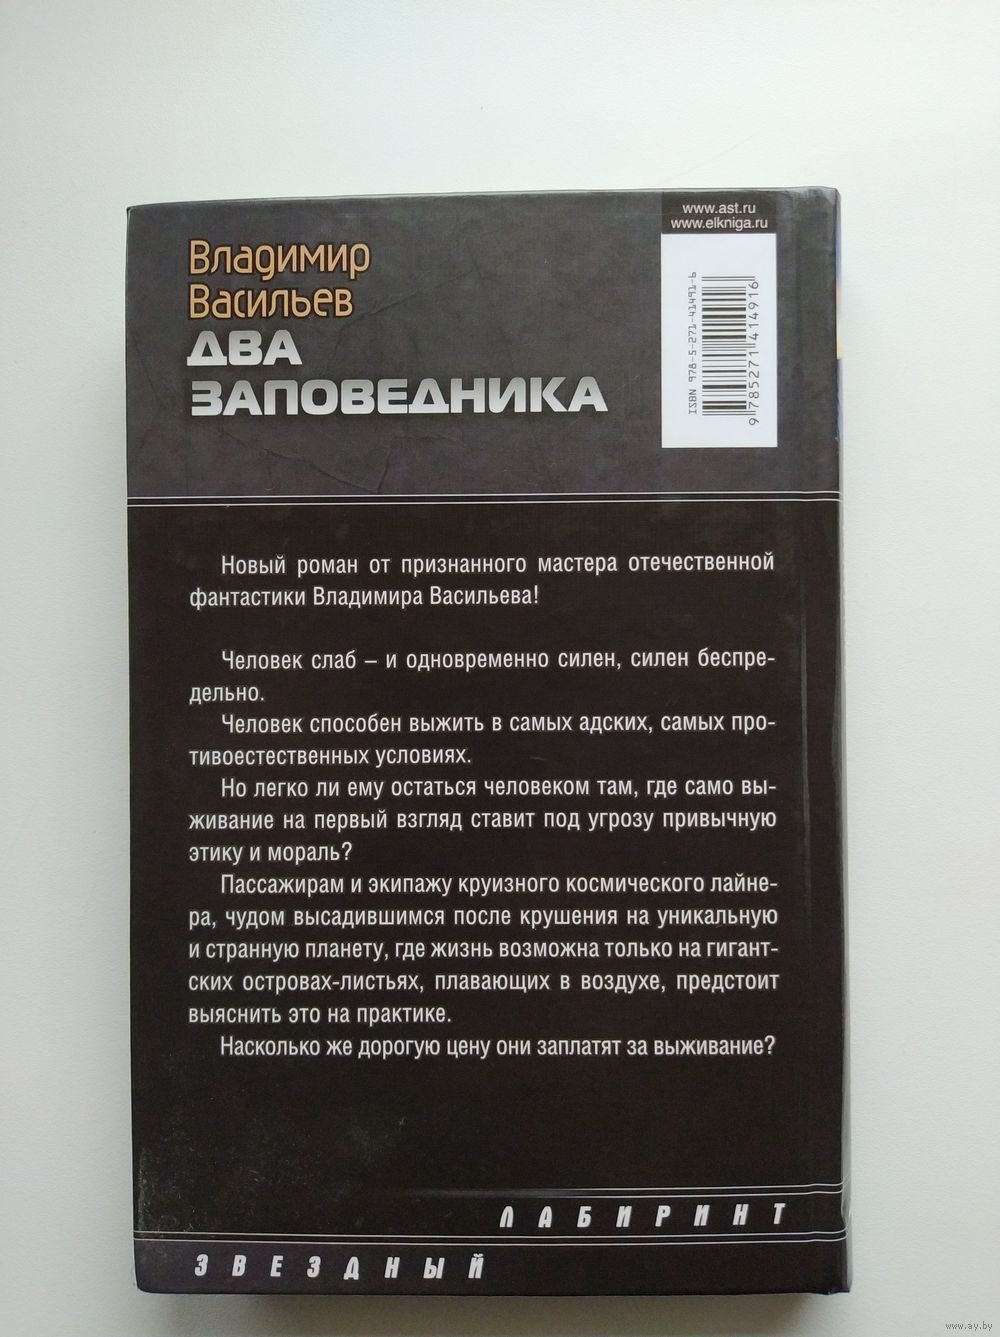 www.ast.ru
www.elkniga.ru
Владимир
Васильев
ДВА
ЗАПОВЕДНИКА
ISBN 978-5-271-41491-6
9 785271 414916
Новый роман от признанного мастера отечественной
фантастики Владимира Васильева!
Человек слаб – и одновременно силен, силен беспре-
дельно.
Человек способен выжить в самых адских, самых про-
тивоестественных условиях.
Но легко ли ему остаться человеком там, где само вы-
живание на первый взгляд ставит под угрозу привычную
этику и мораль?
Пассажирам и экипажу круизного космического лайне-
ра, чудом высадившимся после крушения на уникальную
и странную планету, где жизнь возможна только на гигант-
ских островах-листьях, плавающих в воздухе, предстоит
выяснить это на практике.
Насколько же дорогую цену они заплатят за выживание?
ЛАБИРИНТ
ЗВЕЗДНЫЙ
www.ay.by